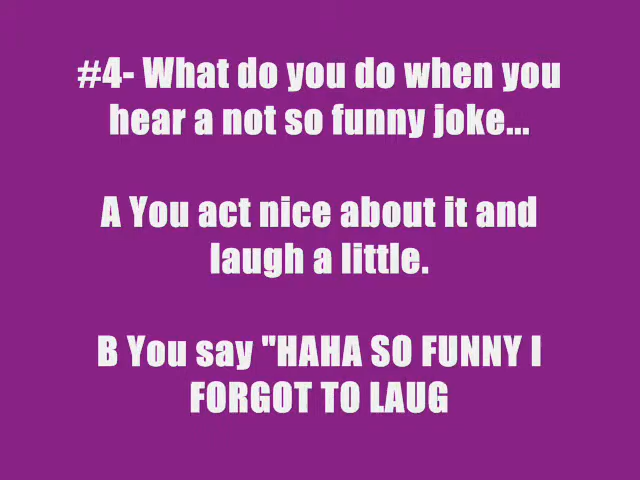 #4- What do you do when you
hear a not so funny joke...
A You act nice about it and
laugh a little.
B You say "HAHA SO FUNNY I
FORGOT TO LAUG